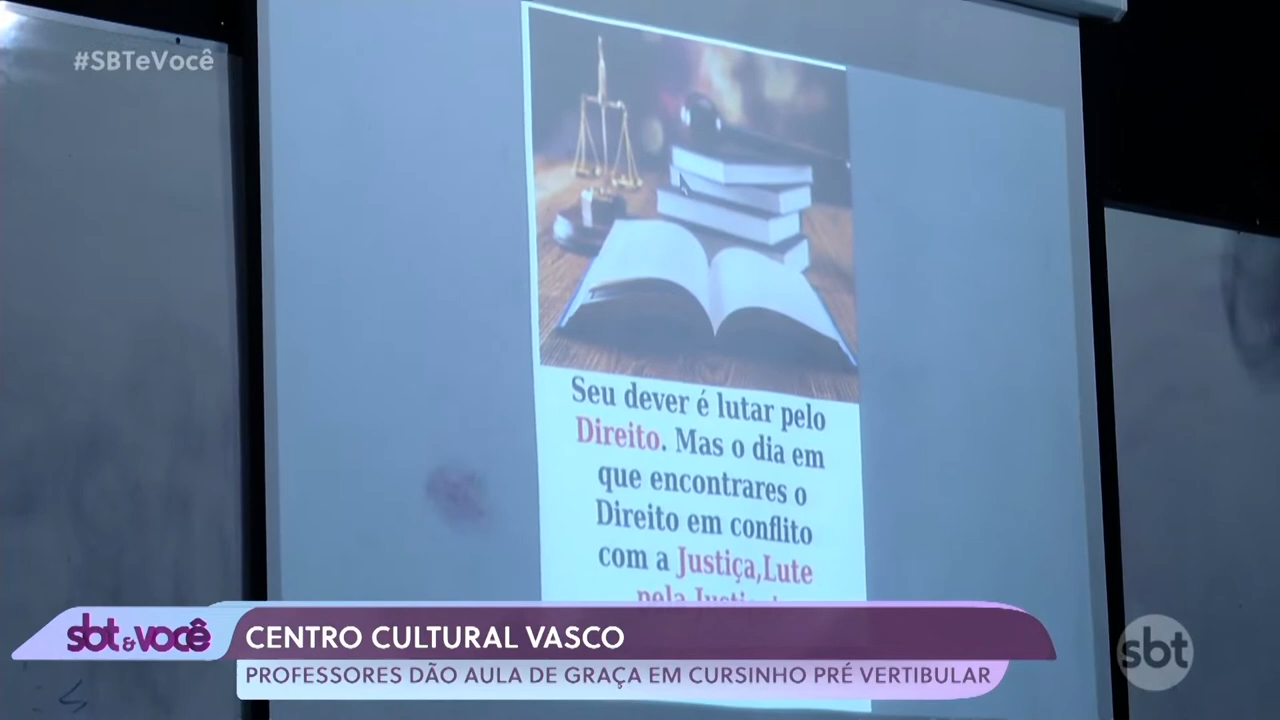 #SBTeVocê
Seu dever é lutar pelo
Direito. Mas o dia em
que encontrares o
Direito em conflito
com a Justiça,Lute
pela
sbt&você
CENTRO CULTURAL VASCO
PROFESSORES DÃO AULA DE GRAÇA EM CURSINHO PRÉ VERTIBULAR
sbt